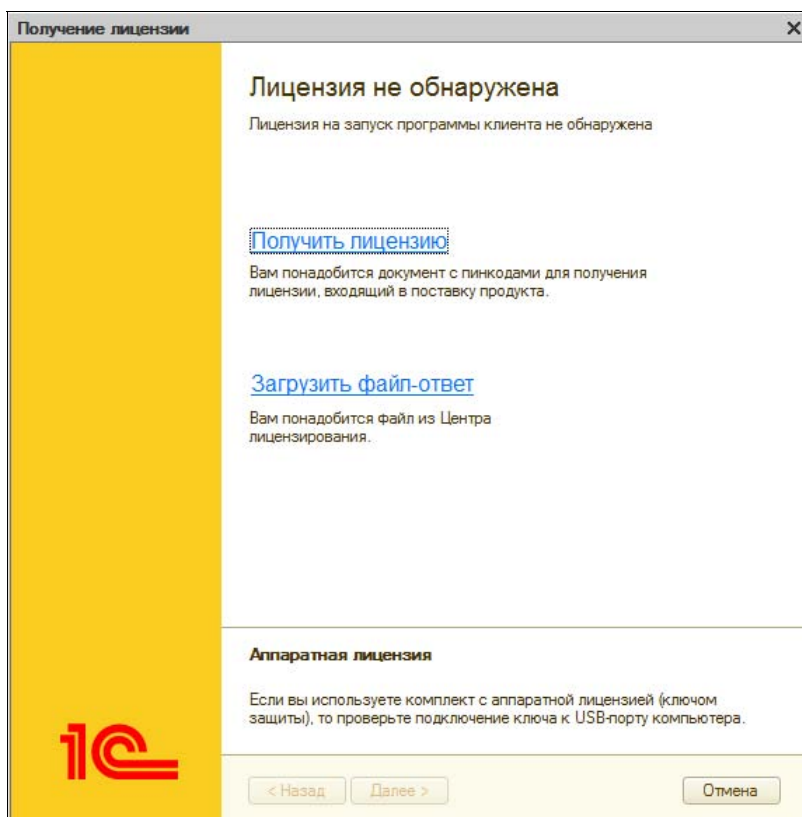 Получение лицензии
Лицензия не обнаружена
Лицензия на запуск программы клиента не обнаружена
Получить лицензию
Вам понадобится документ с пинкодами для получения
лицензии, входящий в поставку продукта.
Загрузить файл-ответ
Вам понадобится файл из Центра
лицензирования.
Аппаратная лицензия
Если вы используете комплект с аппаратной лицензией (ключом
защиты), то проверьте подключение ключа к USB-порту компьютера.
1С
< Назад Далее > Отмена